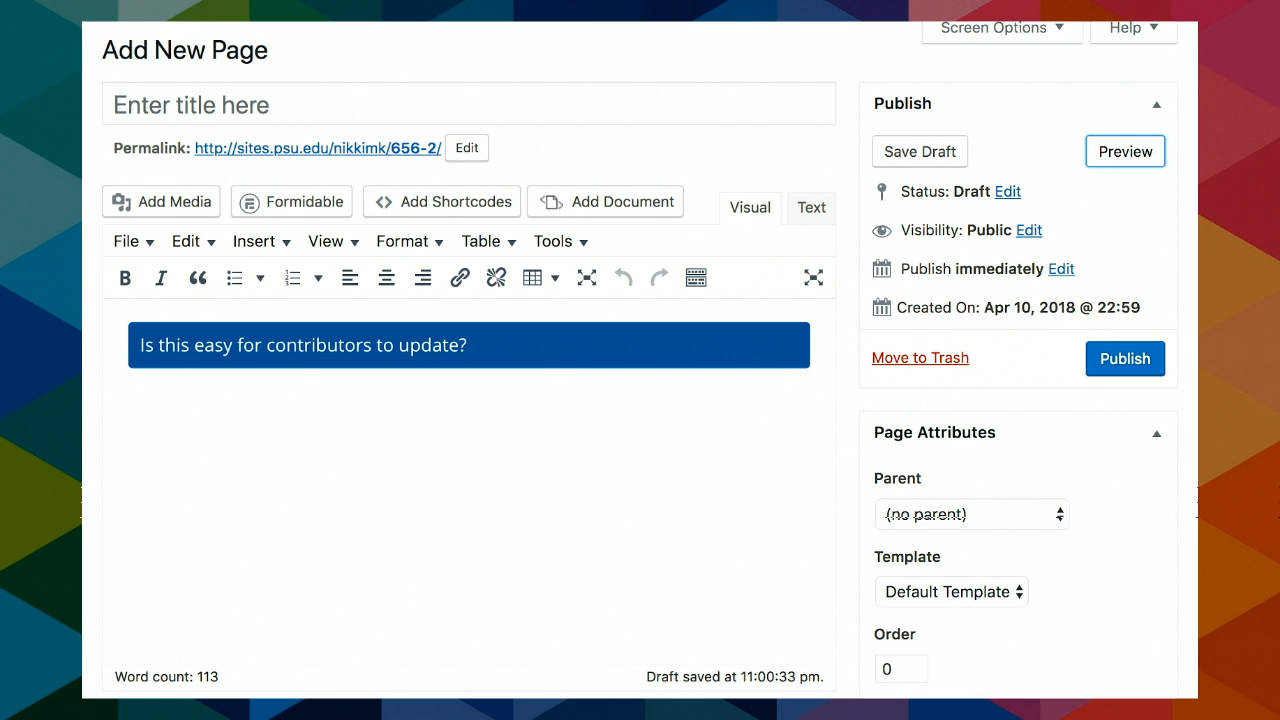 Screen Options
Help
Add New Page
Enter title here
Permalink: http://sites.psu.edu/nikkimk/656-2/ Edit
Add Media
Formidable
Add Shortcodes
Add Document
Visual
Text
File
Edit
Insert
View
Format
Table
Tools
Is this easy for contributors to update?
Word count: 113
Draft saved at 11:00:33 pm.
Publish
Save Draft
Preview
Status: Draft Edit
Visibility: Public Edit
Publish immediately Edit
Created On: Apr 10, 2018 @ 22:59
Move to Trash
Publish
Page Attributes
Parent
(no parent)
Template
Default Template
Order
0